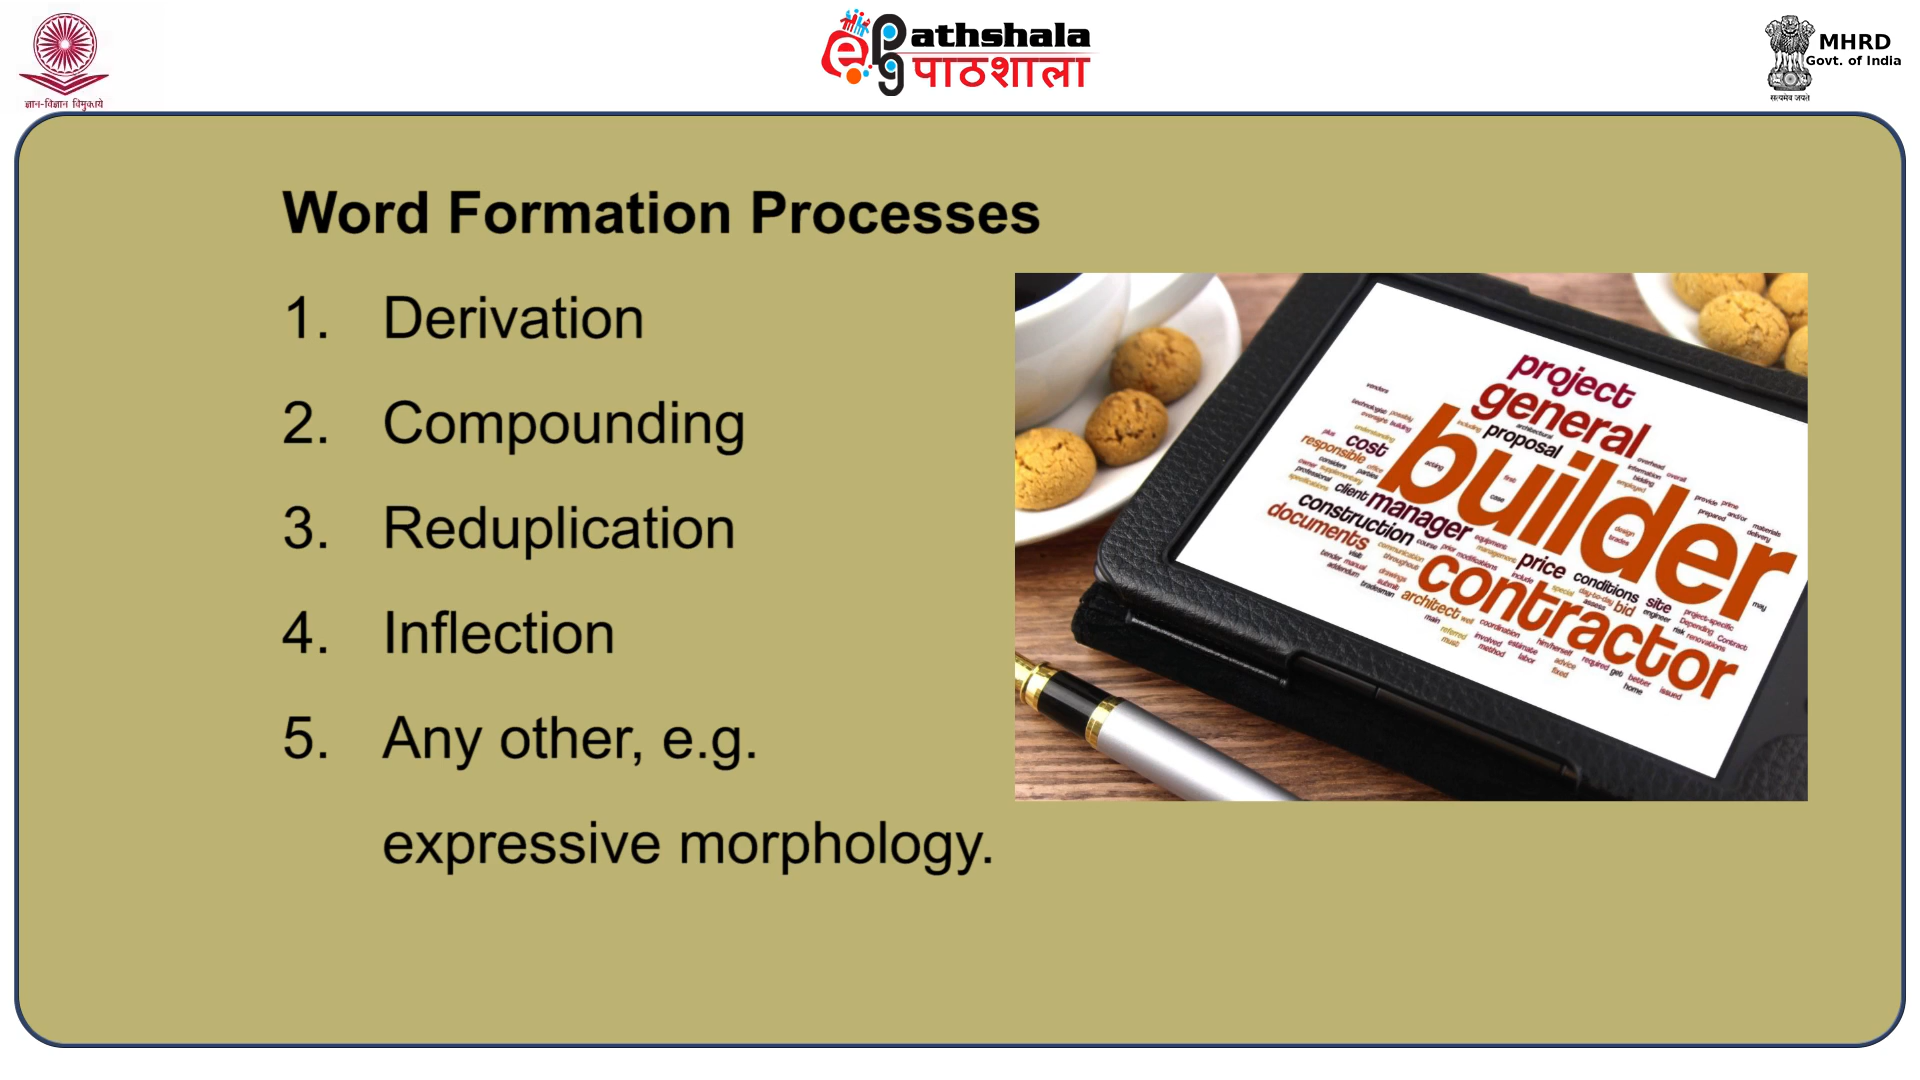 ज्ञान-विज्ञान विमुक्तये
e pg Pathshala
पाठशाला
MHRD
Govt. of India
सत्यमेव जयते
Word Formation Processes
1. Derivation
2. Compounding
3. Reduplication
4. Inflection
5. Any other, e.g.
expressive morphology.
project
general
proposal
builder
cost
responsible
client manager
construction
documents
price conditions site
bid
contractor
architect